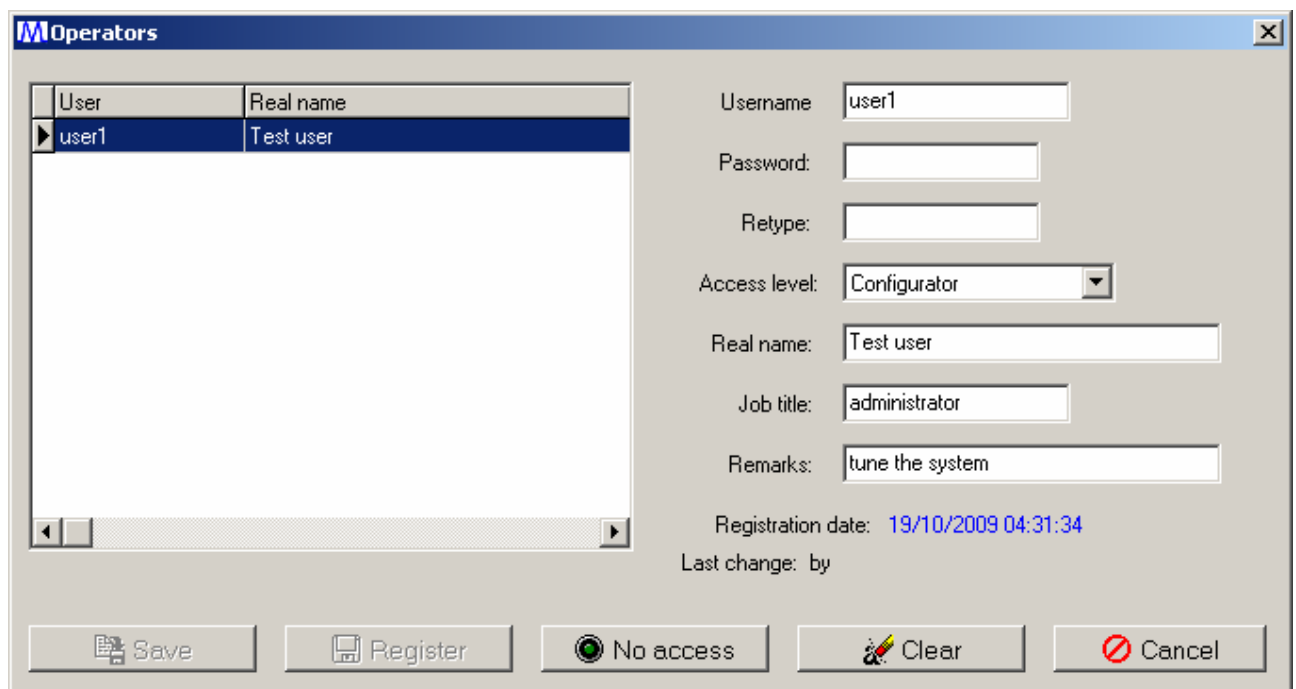 Operators
User Real name
user1 Test user
Username user1
Password:
Retype:
Access level: Configurator
Real name: Test user
Job title: administrator
Remarks: tune the system
Registration date: 19/10/2009 04:31:34
Last change: by
Save Register No access Clear Cancel